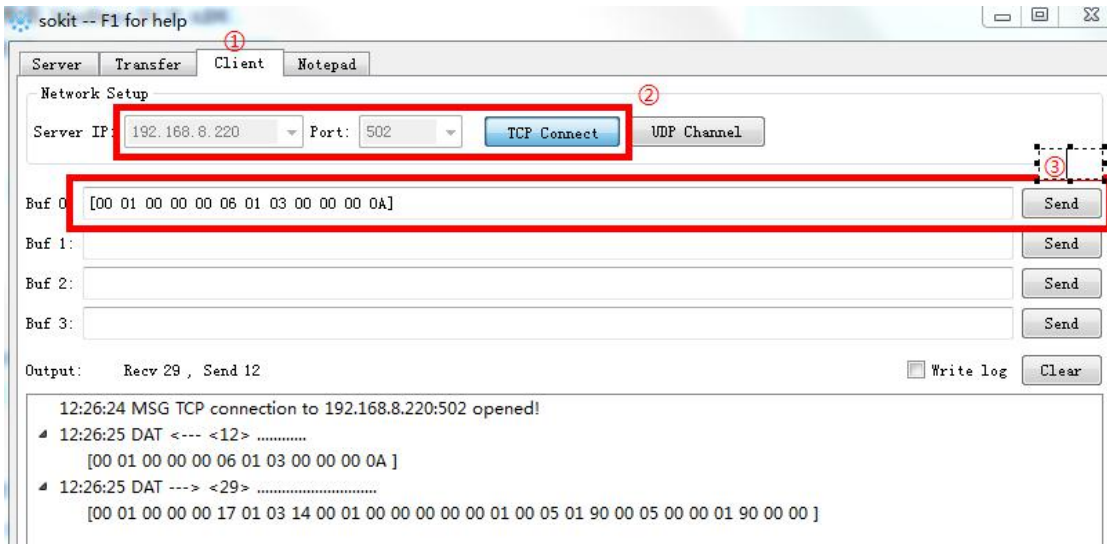 sokit -- F1 for help
①
Server Transfer Client Notepad
Network Setup
②
Server IP: 192.168.8.220 Port: 502 TCP Connect UDP Channel
③
Buf 0 [00 01 00 00 00 06 01 03 00 00 00 0A] Send
Buf 1: Send
Buf 2: Send
Buf 3: Send
Output: Recv 29 , Send 12 Write log Clear
12:26:24 MSG TCP connection to 192.168.8.220:502 opened!
12:26:25 DAT <--- <12> ............
[00 01 00 00 00 06 01 03 00 00 00 0A ]
12:26:25 DAT ---> <29> .............................
[00 01 00 00 00 17 01 03 14 00 01 00 00 00 00 00 01 00 05 01 90 00 05 00 00 01 90 00 00 ]